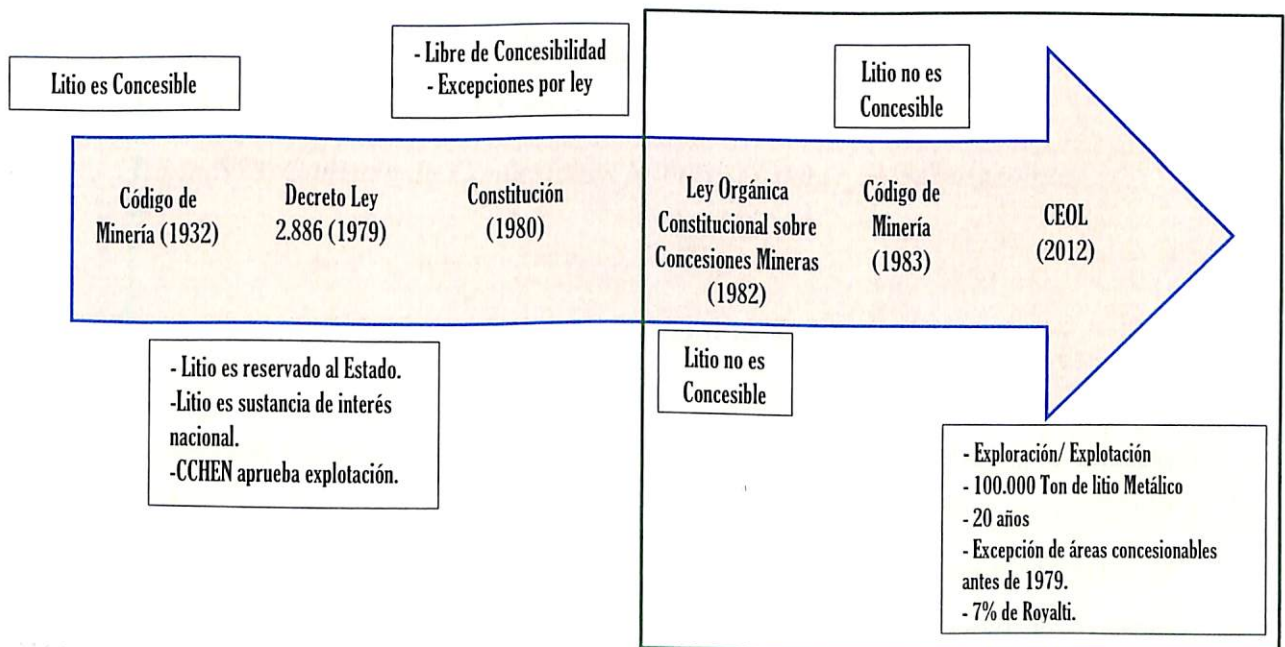 Litio es Concesible
- Libre de Concesibilidad
- Excepciones por ley
Litio no es
Concesible
Código de
Minería (1932)
Decreto Ley
2.886 (1979)
Constitución
(1980)
Ley Orgánica
Constitucional sobre
Concesiones Mineras
(1982)
Código de
Minería
(1983)
CEOL
(2012)
- Litio es reservado al Estado.
-Litio es sustancia de interés
nacional.
-CCHEN aprueba explotación.
Litio no es
Concesible
- Exploración/ Explotación
- 100.000 Ton de litio Metálico
- 20 años
- Excepción de áreas concesionables
antes de 1979.
- 7% de Royalti.